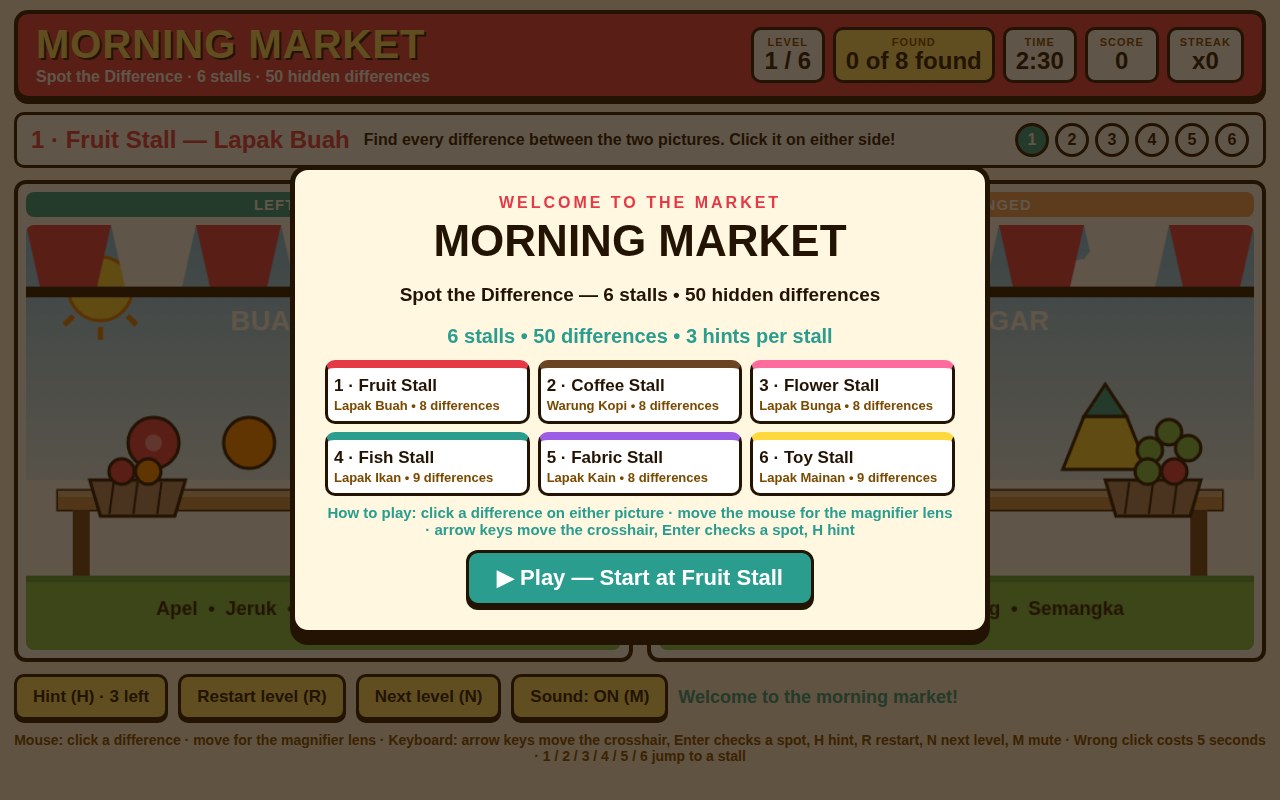 MORNING MARKET
Spot the Difference · 6 stalls · 50 hidden differences
LEVEL
1 / 6
FOUND
0 of 8 found
TIME
2:30
SCORE
0
STREAK
x0
1 · Fruit Stall — Lapak Buah
Find every difference between the two pictures. Click it on either side!
1
2
3
4
5
6
WELCOME TO THE MARKET
MORNING MARKET
Spot the Difference — 6 stalls • 50 hidden differences
6 stalls • 50 differences • 3 hints per stall
1 · Fruit Stall
Lapak Buah • 8 differences
2 · Coffee Stall
Warung Kopi • 8 differences
3 · Flower Stall
Lapak Bunga • 8 differences
4 · Fish Stall
Lapak Ikan • 9 differences
5 · Fabric Stall
Lapak Kain • 8 differences
6 · Toy Stall
Lapak Mainan • 9 differences
How to play: click a difference on either picture · move the mouse for the magnifier lens
· arrow keys move the crosshair, Enter checks a spot, H hint
▶ Play — Start at Fruit Stall
Apel • Jeruk •
• Semangka
Hint (H) · 3 left
Restart level (R)
Next level (N)
Sound: ON (M)
Welcome to the morning market!
Mouse: click a difference · move for the magnifier lens · Keyboard: arrow keys move the crosshair, Enter checks a spot, H hint, R restart, N next level, M mute · Wrong click costs 5 seconds
· 1 / 2 / 3 / 4 / 5 / 6 jump to a stall